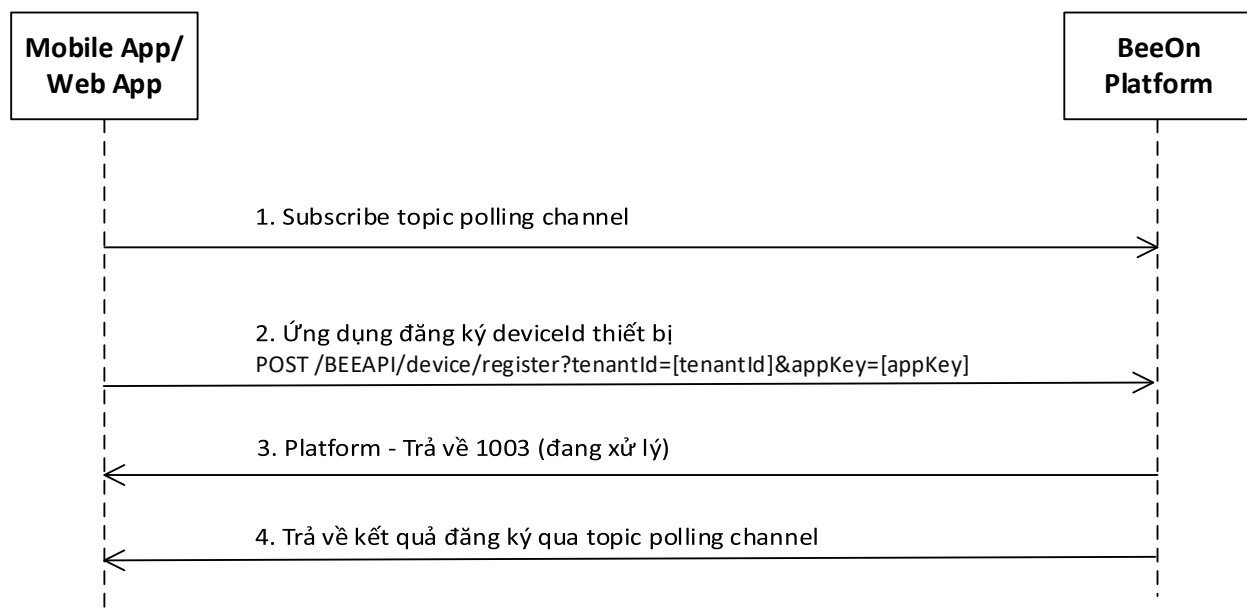 Mobile App/
Web App
BeeOn
Platform
1. Subscribe topic polling channel
2. Ứng dụng đăng ký deviceId thiết bị
POST /BEEAPI/device/register?tenantId=[tenantId]&appKey=[appKey]
3. Platform - Trả về 1003 (đang xử lý)
4. Trả về kết quả đăng ký qua topic polling channel